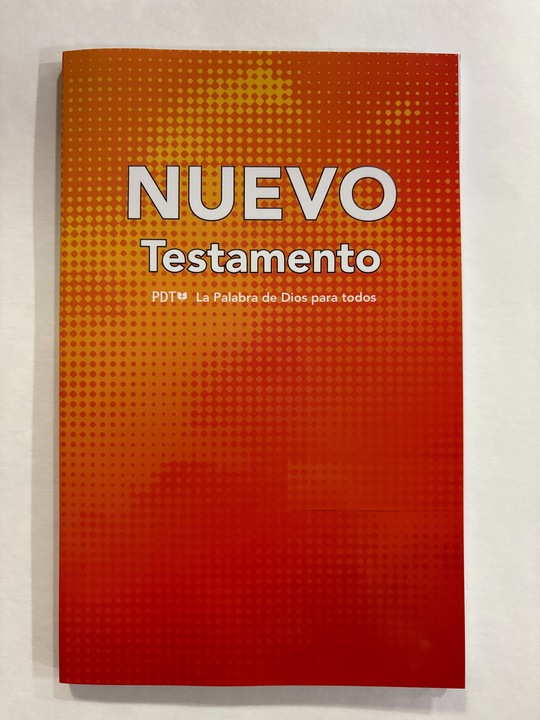 NUEVO
Testamento
PDT La Palabra de Dios para todos